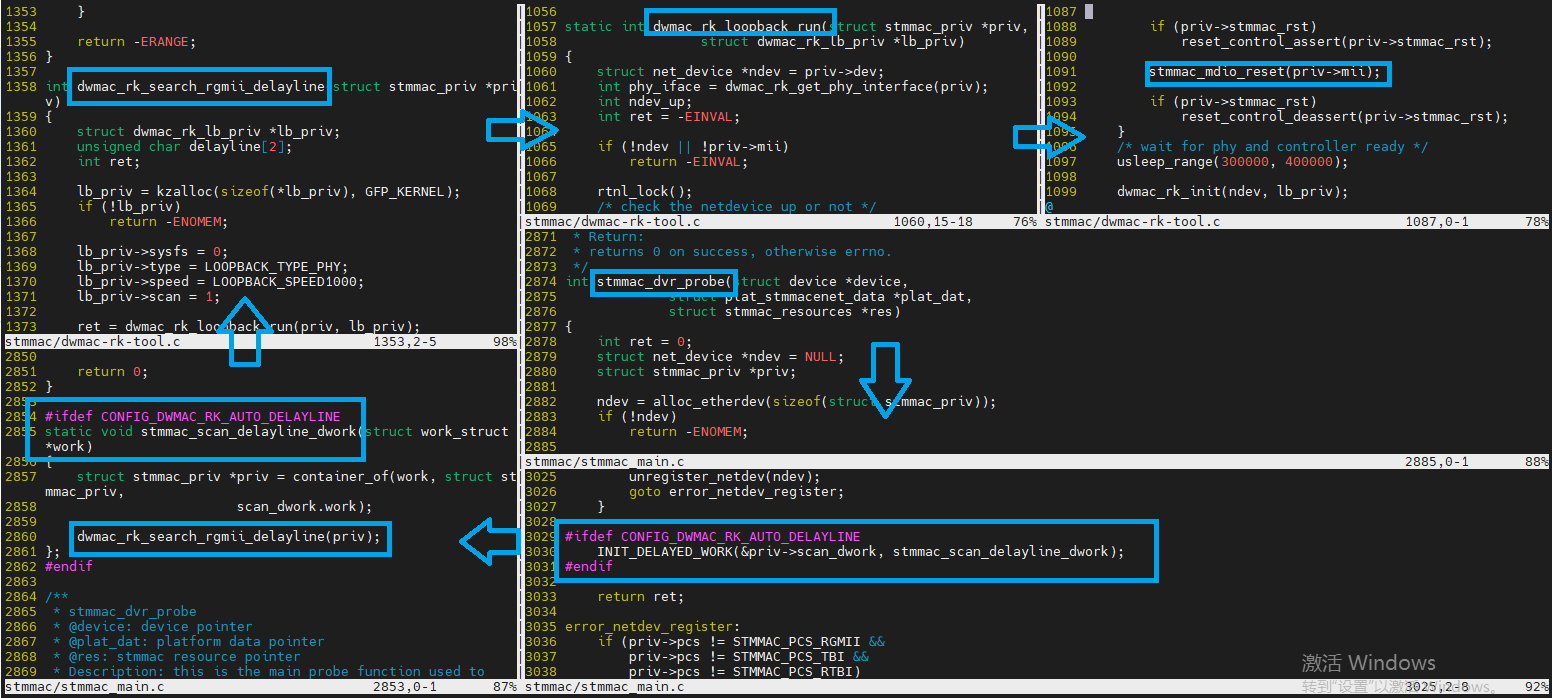 1353     }
1354
1355     return -ERANGE;
1356 }
1357
1358 int dwmac_rk_search_rgmii_delayline(struct stmmac_priv *pri
v)
1359 {
1360     struct dwmac_rk_lb_priv *lb_priv;
1361     unsigned char delayline[2];
1362     int ret;
1363
1364     lb_priv = kzalloc(sizeof(*lb_priv), GFP_KERNEL);
1365     if (!lb_priv)
1366         return -ENOMEM;
1367
1368     lb_priv->sysfs = 0;
1369     lb_priv->type = LOOPBACK_TYPE_PHY;
1370     lb_priv->speed = LOOPBACK_SPEED1000;
1371     lb_priv->scan = 1;
1372
1373     ret = dwmac_rk_loopback_run(priv, lb_priv);
stmmac/dwmac-rk-tool.c 1353,2-5 98%
2850
2851     return 0;
2852 }
2853
2854 #ifdef CONFIG_DWMAC_RK_AUTO_DELAYLINE
2855 static void stmmac_scan_delayline_dwork(struct work_struct
*work)
2856 {
2857     struct stmmac_priv *priv = container_of(work, struct st
mmac_priv,
2858                         scan_dwork.work);
2859
2860     dwmac_rk_search_rgmii_delayline(priv);
2861 };
2862 #endif
2863
2864 /**
2865  * stmmac_dvr_probe
2866  * @device: device pointer
2867  * @plat_dat: platform data pointer
2868  * @res: stmmac resource pointer
2869  * Description: this is the main probe function used to
stmmac/stmmac_main.c 2853,0-1 87%
1056
1057 static int dwmac_rk_loopback_run(struct stmmac_priv *priv,
1058                  struct dwmac_rk_lb_priv *lb_priv)
1059 {
1060     struct net_device *ndev = priv->dev;
1061     int phy_iface = dwmac_rk_get_phy_interface(priv);
1062     int ndev_up;
1063     int ret = -EINVAL;
1064
1065     if (!ndev || !priv->mii)
1066         return -EINVAL;
1067
1068     rtnl_lock();
1069     /* check the netdevice up or not */
stmmac/dwmac-rk-tool.c 1060,15-18 76%
1087
1088         if (priv->stmmac_rst)
1089             reset_control_assert(priv->stmmac_rst);
1090
1091         stmmac_mdio_reset(priv->mii);
1092
1093         if (priv->stmmac_rst)
1094             reset_control_deassert(priv->stmmac_rst);
1095     }
1096     /* wait for phy and controller ready */
1097     usleep_range(300000, 400000);
1098
1099     dwmac_rk_init(ndev, lb_priv);
@
stmmac/dwmac-rk-tool.c 1087,0-1 78%
2871  * Return:
2872  * returns 0 on success, otherwise errno.
2873  */
2874 int stmmac_dvr_probe(struct device *device,
2875              struct plat_stmmacenet_data *plat_dat,
2876              struct stmmac_resources *res)
2877 {
2878     int ret = 0;
2879     struct net_device *ndev = NULL;
2880     struct stmmac_priv *priv;
2881
2882     ndev = alloc_etherdev(sizeof(struct stmmac_priv));
2883     if (!ndev)
2884         return -ENOMEM;
2885
stmmac/stmmac_main.c 2885,0-1 88%
3025         unregister_netdev(ndev);
3026         goto error_netdev_register;
3027     }
3028
3029 #ifdef CONFIG_DWMAC_RK_AUTO_DELAYLINE
3030     INIT_DELAYED_WORK(&priv->scan_dwork, stmmac_scan_delayline_dwork);
3031 #endif
3032
3033     return ret;
3034
3035 error_netdev_register:
3036     if (priv->pcs != STMMAC_PCS_RGMII &&
3037         priv->pcs != STMMAC_PCS_TBI &&
3038         priv->pcs != STMMAC_PCS_RTBI)
stmmac/stmmac_main.c 3025,2-8 92%
激活 Windows
转到"设置"以激活 Windows。